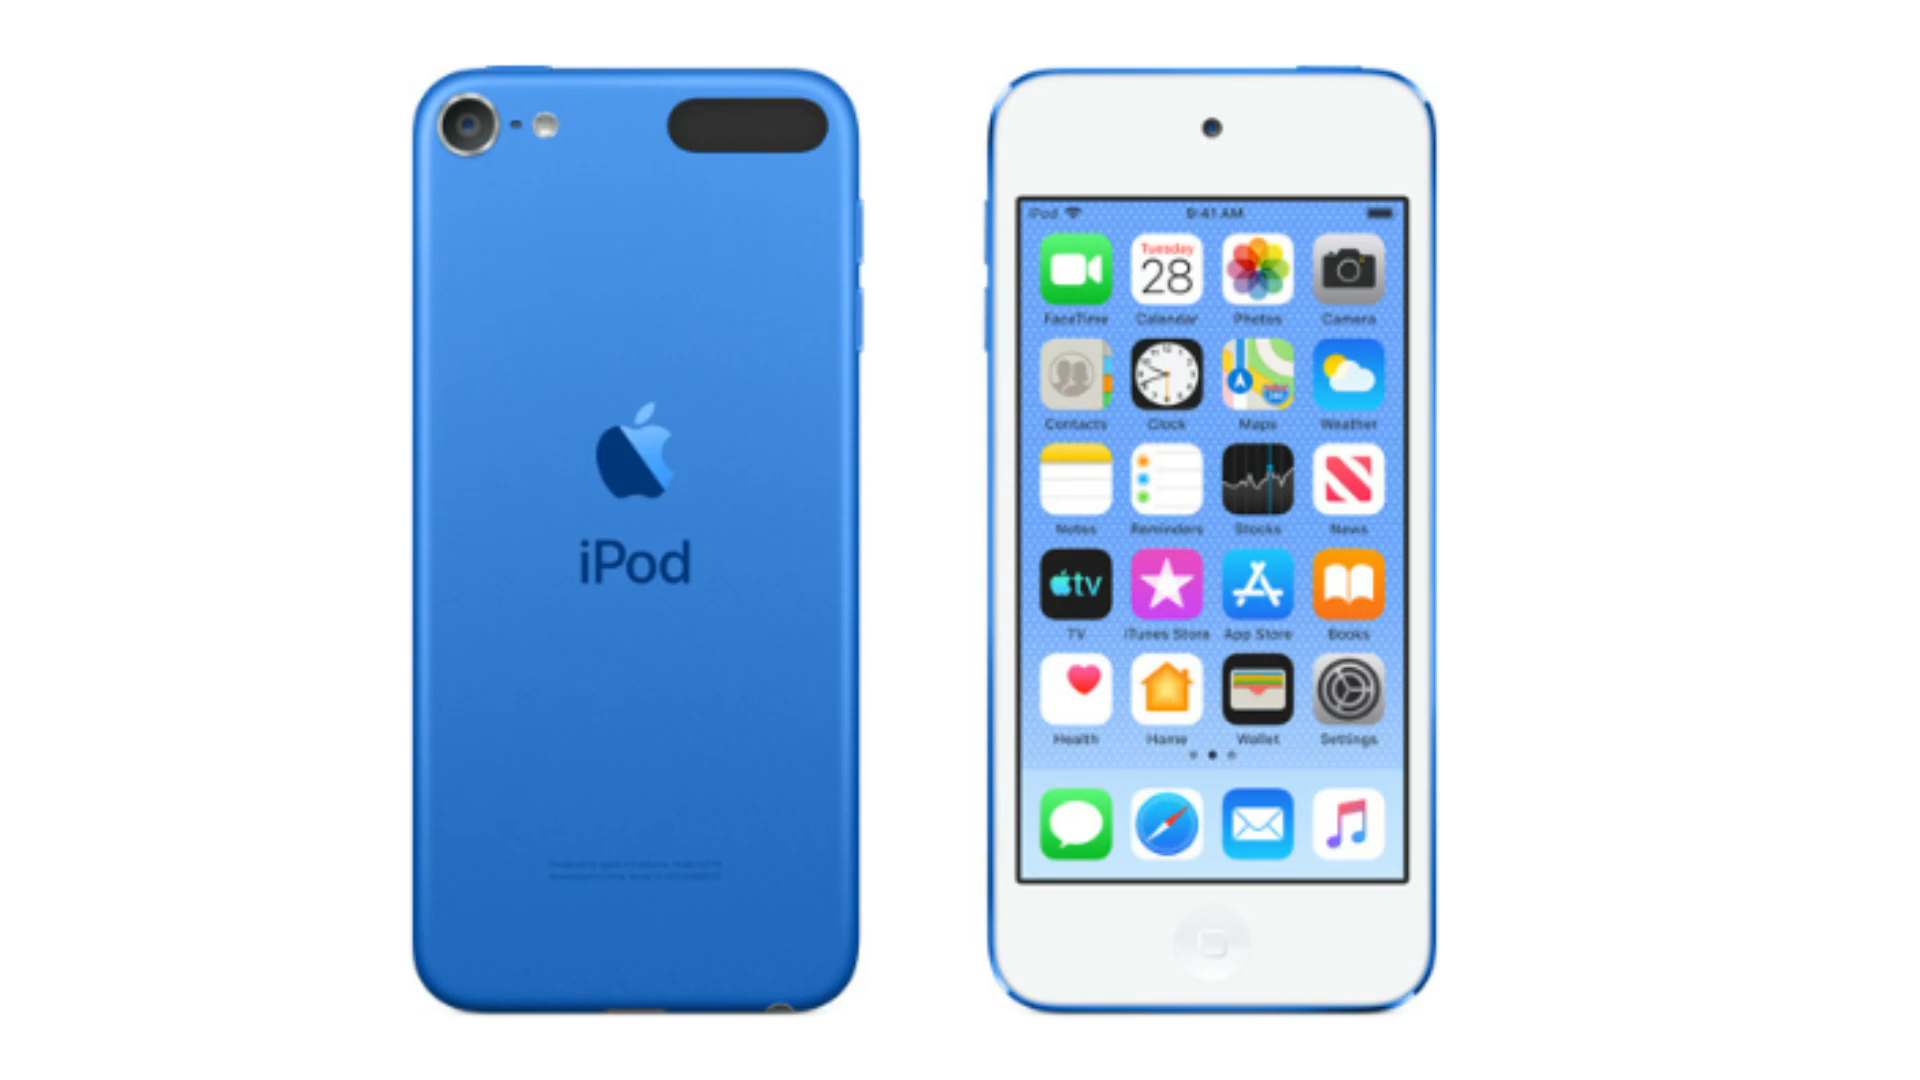 iPod
iPod
9:41 AM
Tuesday
28
FaceTime
Calendar
Photos
Camera
Contacts
Clock
Maps
Weather
Notes
Reminders
Stocks
News
tv
TV
iTunes Store
App Store
Books
Health
Home
Wallet
Settings